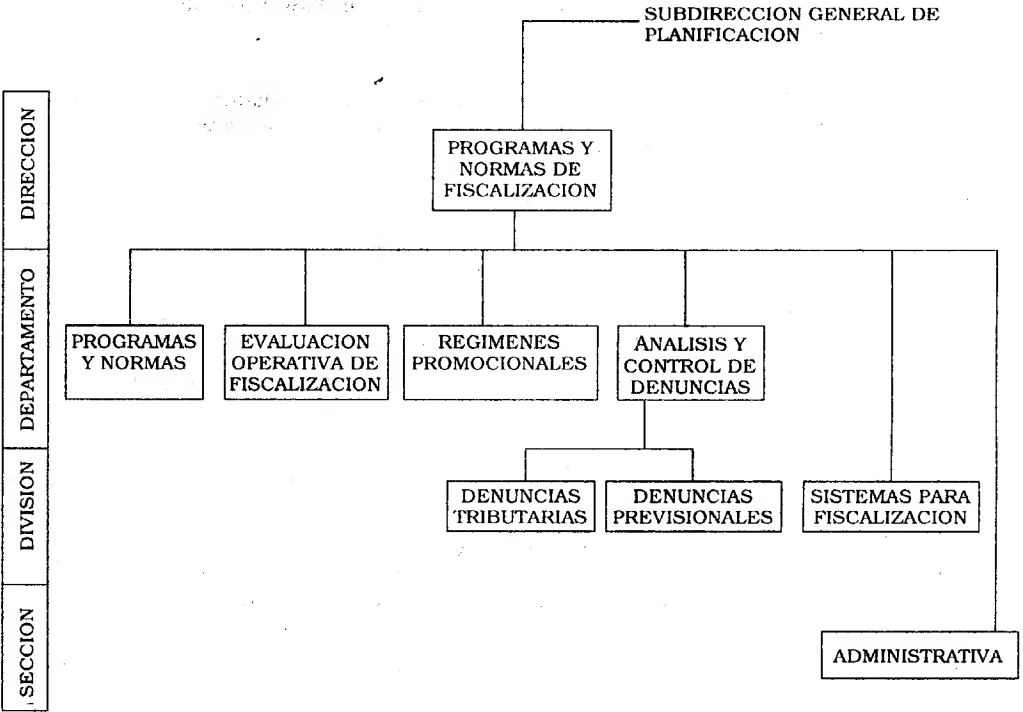 SUBDIRECCION GENERAL DE
PLANIFICACION
DIRECCION
PROGRAMAS Y
NORMAS DE
FISCALIZACION
DEPARTAMENTO
PROGRAMAS
Y NORMAS
EVALUACION
OPERATIVA DE
FISCALIZACION
REGIMENES
PROMOCIONALES
ANALISIS Y
CONTROL DE
DENUNCIAS
DIVISION
DENUNCIAS
TRIBUTARIAS
DENUNCIAS
PREVISIONALES
SISTEMAS PARA
FISCALIZACION
SECCION
ADMINISTRATIVA